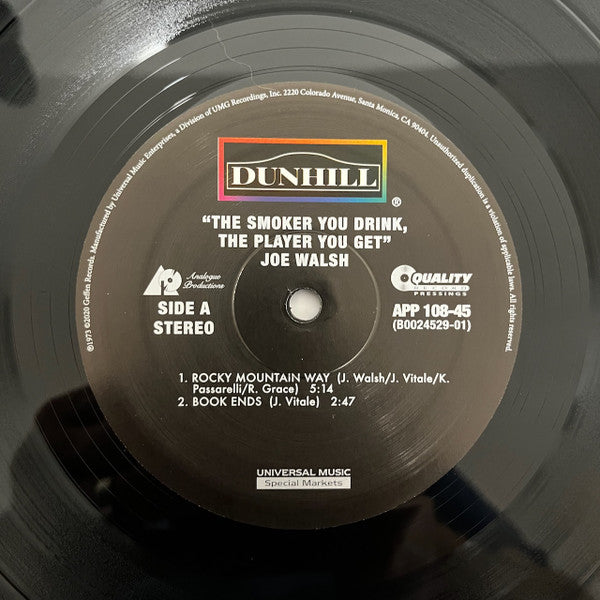 ℗1973 ©2020 Geffen Records. Manufactured by Universal Music Enterprises, a Division of UMG Recordings, Inc. 2220 Colorado Avenue, Santa Monica, CA 90404. Unauthorized duplication is a violation of applicable laws. All rights reserved.
DUNHILL
®
“THE SMOKER YOU DRINK,
THE PLAYER YOU GET”
JOE WALSH
Analogue
Productions
SIDE A
STEREO
QUALITY
RECORD
PRESSINGS
APP 108-45
(B0024529-01)
1. ROCKY MOUNTAIN WAY (J. Walsh/J. Vitale/K.
Passarelli/R. Grace) 5:14
2. BOOK ENDS (J. Vitale) 2:47
UNIVERSAL MUSIC
Special Markets